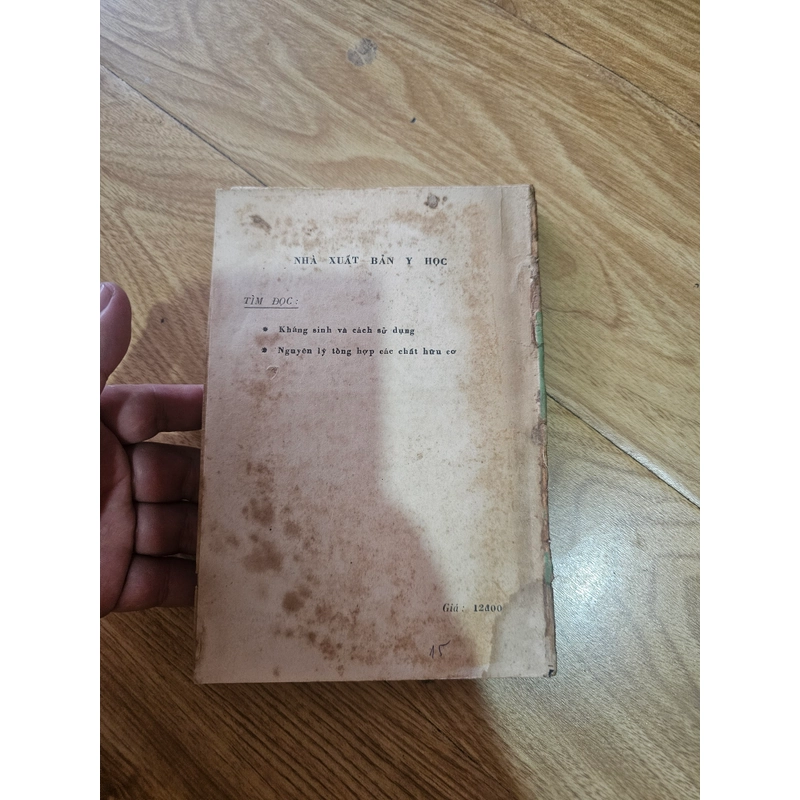 NHÀ XUẤT BẢN Y HỌC
TÌM ĐỌC :
● Kháng sinh và cách sử dụng
● Nguyên lý tổng hợp các chất hữu cơ
Giá : 12đ00
15